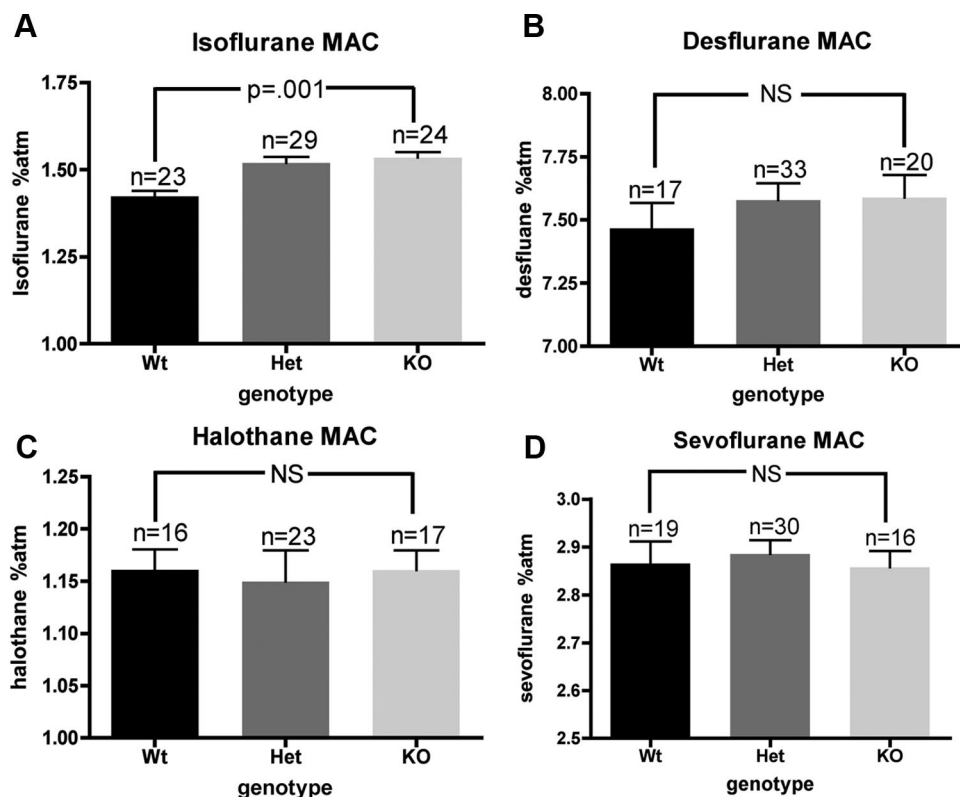 A
Isoflurane MAC
Isoflurane %atm
1.75
1.50
1.25
1.00
p=.001
n=23
n=29
n=24
Wt Het KO
genotype
B
Desflurane MAC
desfluane %atm
8.00
7.75
7.50
7.25
7.00
NS
n=17
n=33
n=20
Wt Het KO
genotype
C
Halothane MAC
halothane %atm
1.25
1.20
1.15
1.10
1.05
1.00
NS
n=16
n=23
n=17
Wt Het KO
genotype
D
Sevoflurane MAC
sevoflurane %atm
3.0
2.9
2.8
2.7
2.6
2.5
NS
n=19
n=30
n=16
Wt Het KO
genotype